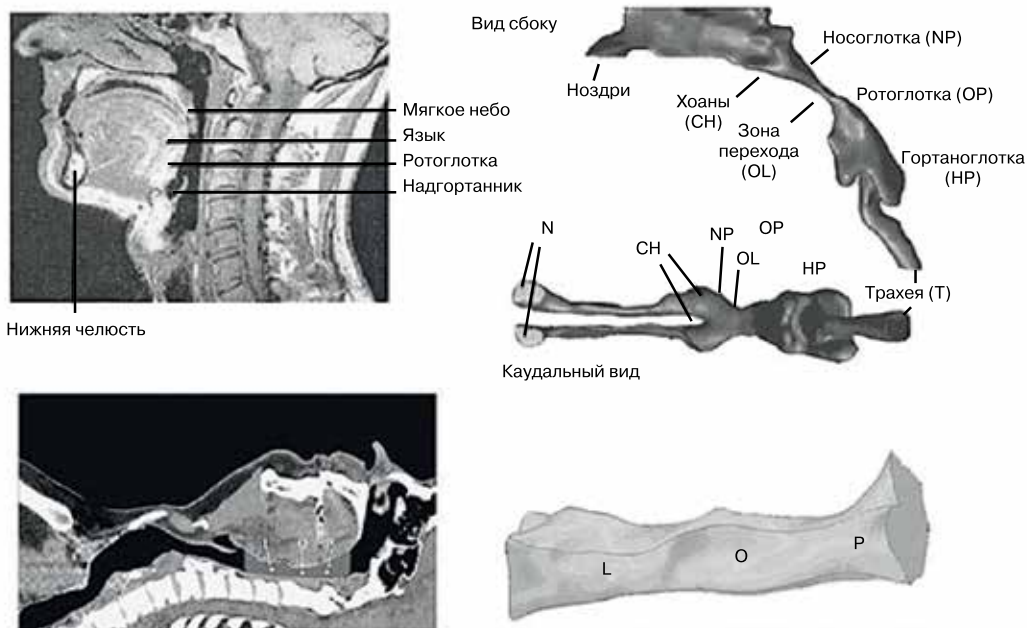 Мягкое небо
Язык
Ротоглотка
Надгортанник
Нижняя челюсть
Вид сбоку
Носоглотка (NP)
Ноздри
Хоаны
(CH)
Ротоглотка (OP)
Зона
перехода
(OL)
Гортаноглотка
(HP)
N
CH
NP
OP
OL
HP
Трахея (T)
Каудальный вид
L
O
P